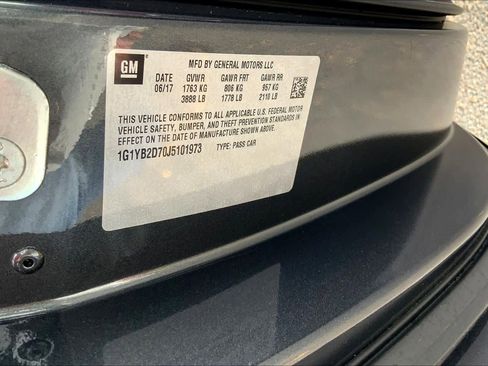 GM
MFD BY GENERAL MOTORS LLC
DATE GVWR GAWR FRT GAWR RR
06/17 1763 KG 806 KG 957 KG
3888 LB 1778 LB 2110 LB
THIS VEHICLE CONFORMS TO ALL APPLICABLE U.S. FEDERAL MOTOR
VEHICLE SAFETY, BUMPER, AND THEFT PREVENTION STANDARDS IN
EFFECT ON THE DATE OF MANUFACTURE SHOWN ABOVE.
1G1YB2D70J5101973 TYPE: PASS CAR